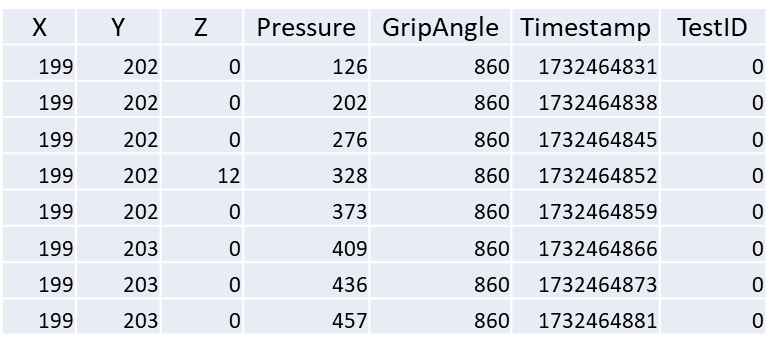 X Y Z Pressure GripAngle Timestamp TestID
199 202 0 126 860 1732464831 0
199 202 0 202 860 1732464838 0
199 202 0 276 860 1732464845 0
199 202 12 328 860 1732464852 0
199 202 0 373 860 1732464859 0
199 203 0 409 860 1732464866 0
199 203 0 436 860 1732464873 0
199 203 0 457 860 1732464881 0